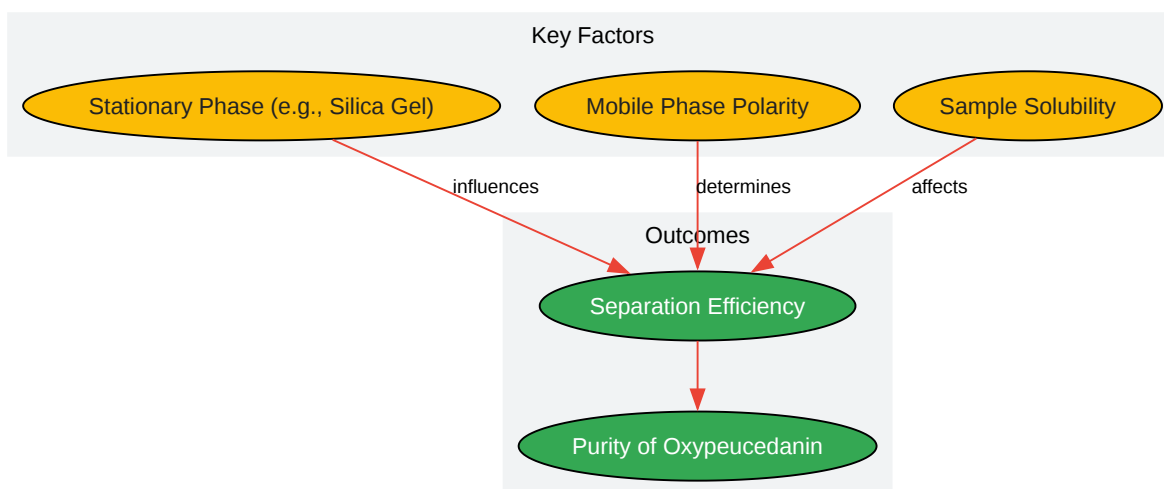 Key Factors
Stationary Phase (e.g., Silica Gel)
Mobile Phase Polarity
Sample Solubility
influences
determines
affects
Outcomes
Separation Efficiency
Purity of Oxypeucedanin